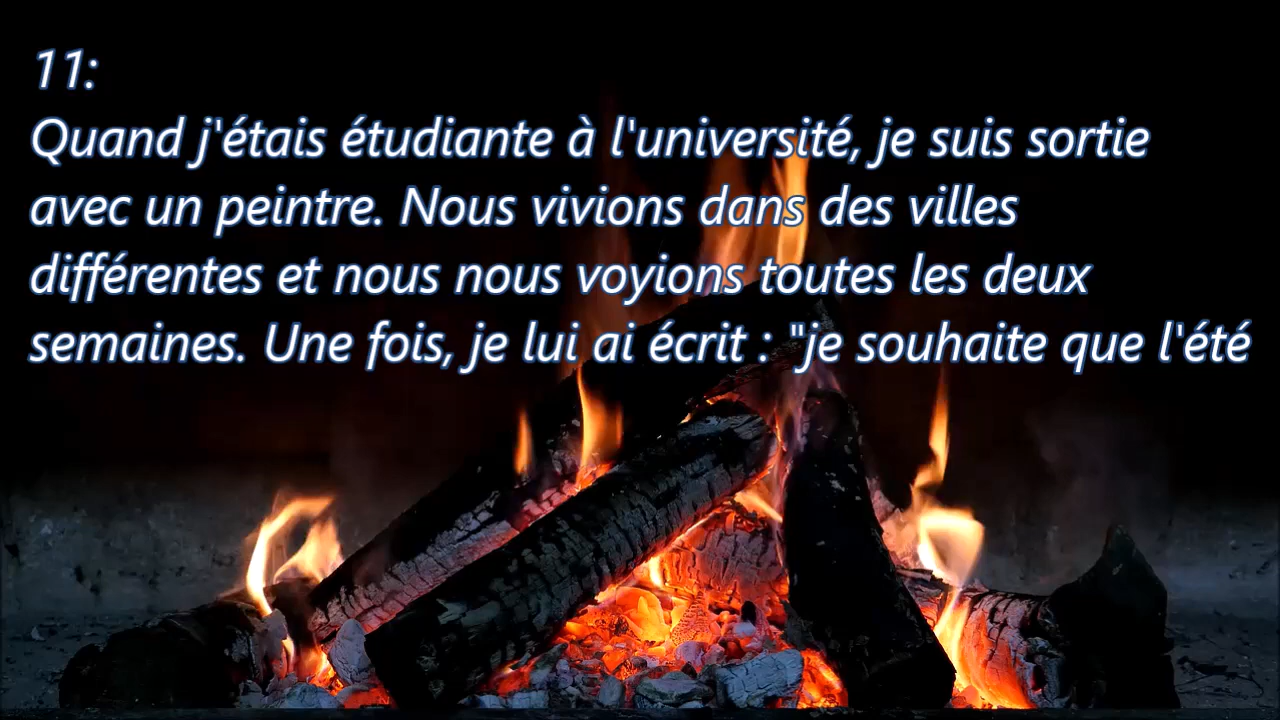 11:
Quand j'étais étudiante à l'université, je suis sortie
avec un peintre. Nous vivions dans des villes
différentes et nous nous voyions toutes les deux
semaines. Une fois, je lui ai écrit : "je souhaite que l'été